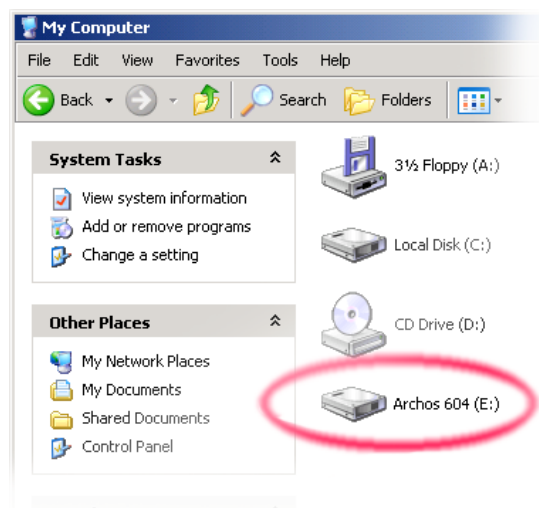 My Computer
File Edit View Favorites Tools Help
Back Search Folders
System Tasks
View system information
Add or remove programs
Change a setting
Other Places
My Network Places
My Documents
Shared Documents
Control Panel
3½ Floppy (A:)
Local Disk (C:)
CD Drive (D:)
Archos 604 (E:)